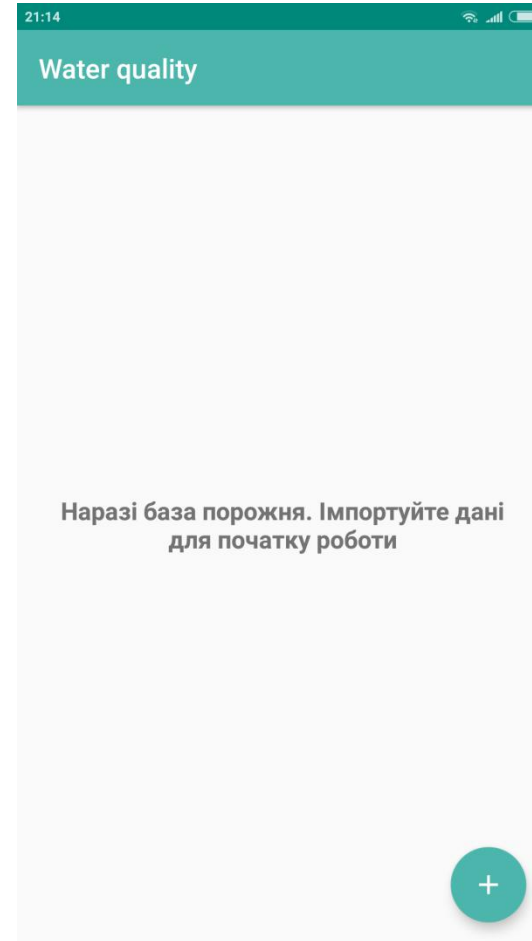 21:14
Water quality
Наразі база порожня. Імпортуйте дані
для початку роботи
+